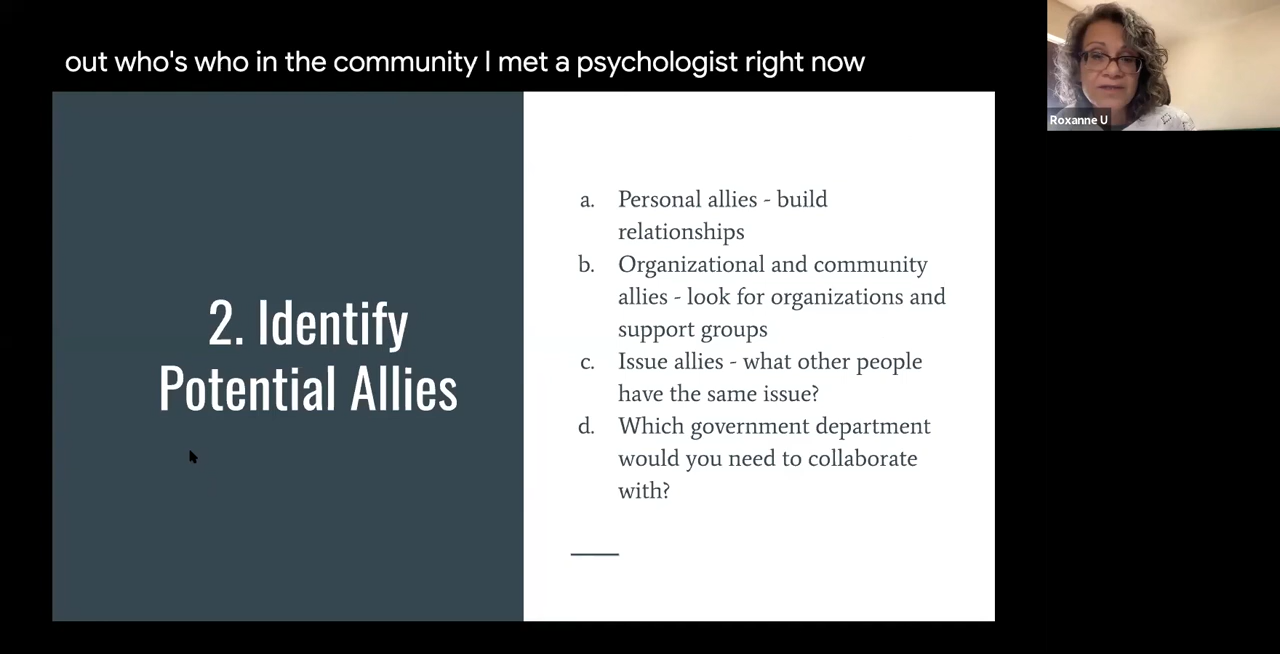 out who's who in the community I met a psychologist right now
Roxanne U
2. Identify
Potential Allies
a. Personal allies - build
relationships
b. Organizational and community
allies - look for organizations and
support groups
c. Issue allies - what other people
have the same issue?
d. Which government department
would you need to collaborate
with?